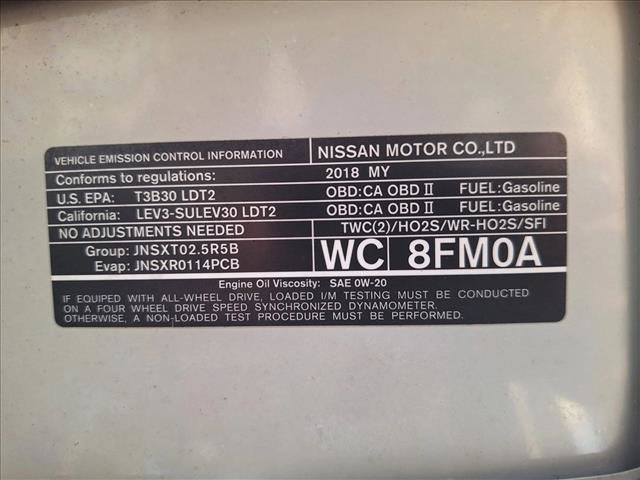 VEHICLE EMISSION CONTROL INFORMATION NISSAN MOTOR CO.,LTD
Conforms to regulations: 2018 MY
U.S. EPA: T3B30 LDT2 OBD:CA OBD II FUEL:Gasoline
California: LEV3-SULEV30 LDT2 OBD:CA OBD II FUEL:Gasoline
NO ADJUSTMENTS NEEDED TWC(2)/HO2S/WR-HO2S/SFI
Group: JNSXT02.5R5B
Evap: JNSXR0114PCB
WC 8FM0A
Engine Oil Viscosity: SAE 0W-20
IF EQUIPED WITH ALL-WHEEL DRIVE, LOADED I/M TESTING MUST BE CONDUCTED
ON A FOUR WHEEL DRIVE SPEED SYNCHRONIZED DYNAMOMETER.
OTHERWISE, A NON-LOADED TEST PROCEDURE MUST BE PERFORMED.